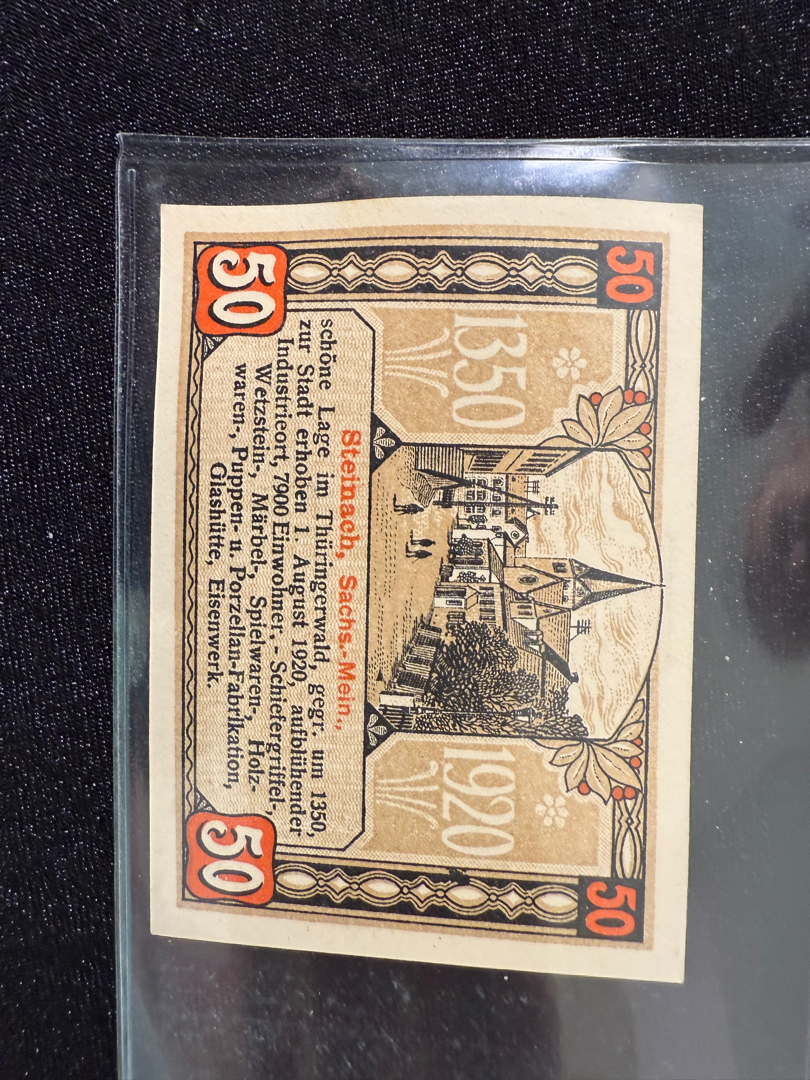 50
50
1350
1920
Steinach, Sachs.-Mein.,
schöne Lage im Thüringerwald, gegr. um 1350,
zur Stadt erhoben 1. August 1920, aufblühender
Industrieort, 7900 Einwohner, - Schiefergriffel-,
Wetzstein-, Märbel-, Spielwaren-, Holz-
waren-, Puppen- u. Porzellan-Fabrikation,
Glashütte, Eisenwerk.
50
50